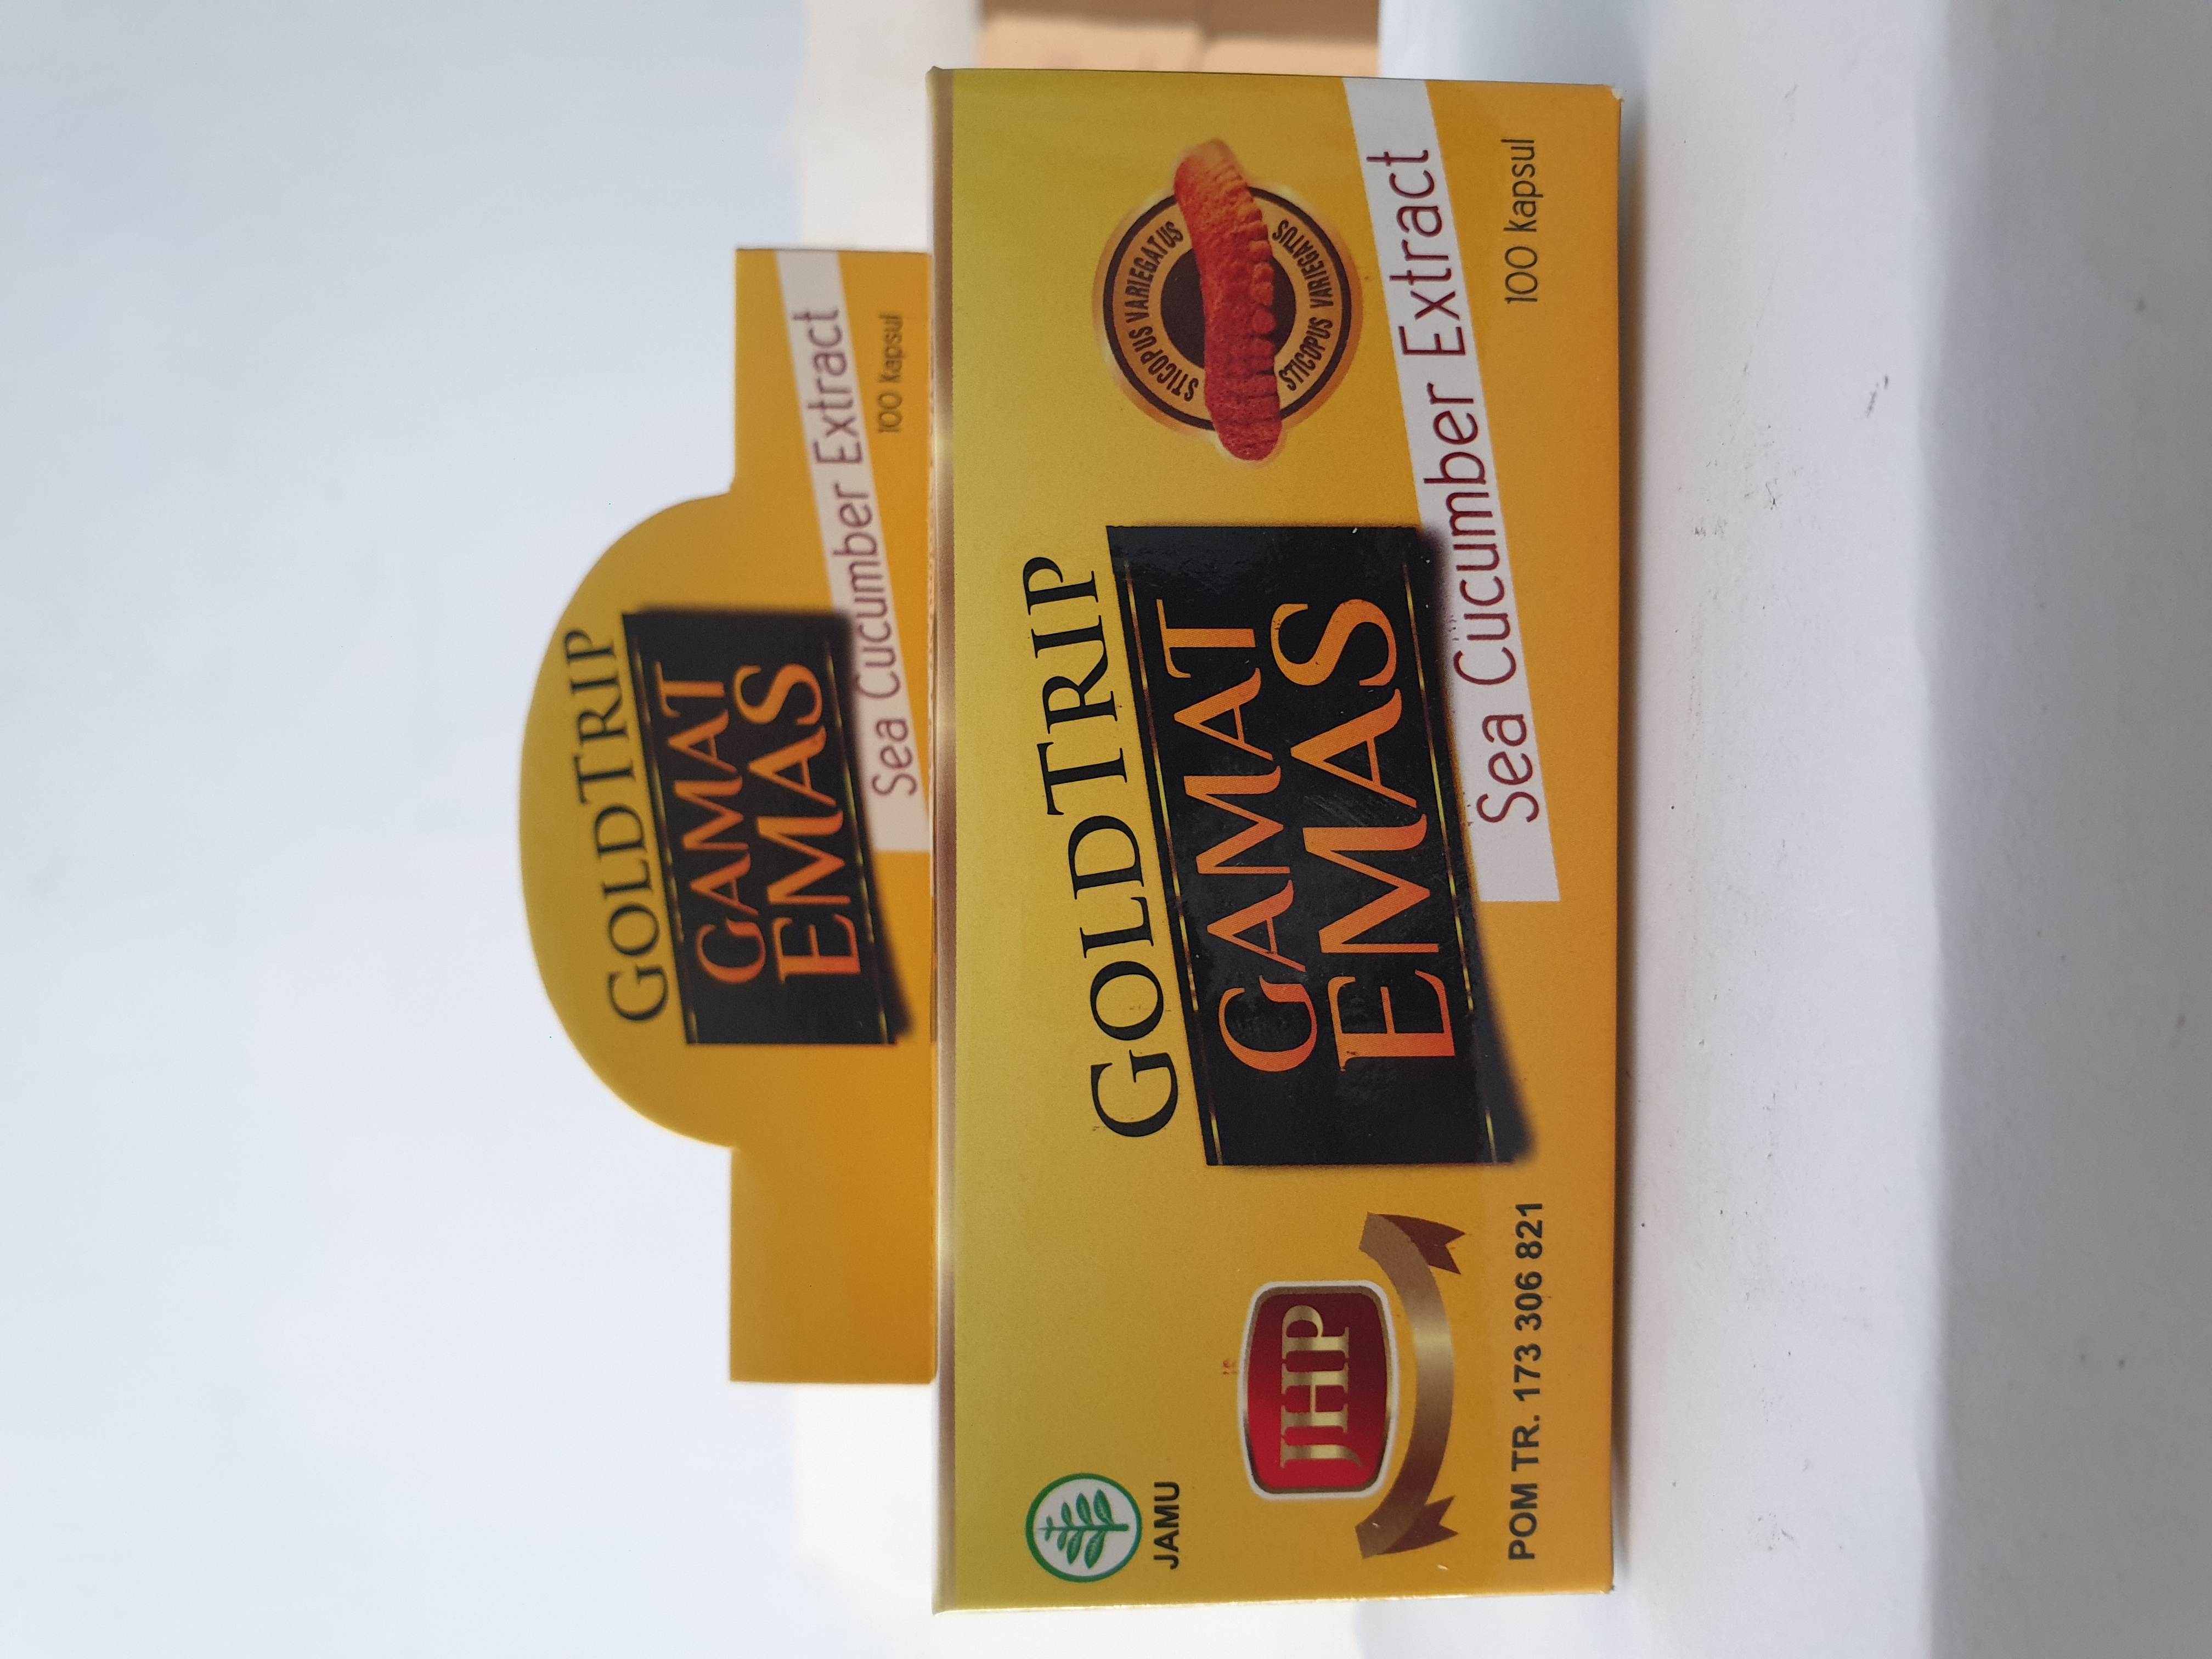 GOLDTRIP
GAMAT
EMAS
Sea Cucumber Extract
100 Kapsul
JAMU
JHP
POM TR. 173 306 821
GOLDTRIP
GAMAT
EMAS
Sea Cucumber Extract
100 Kapsul
STICOPUS VARIEGATUS
STICOPUS VARIEGATUS